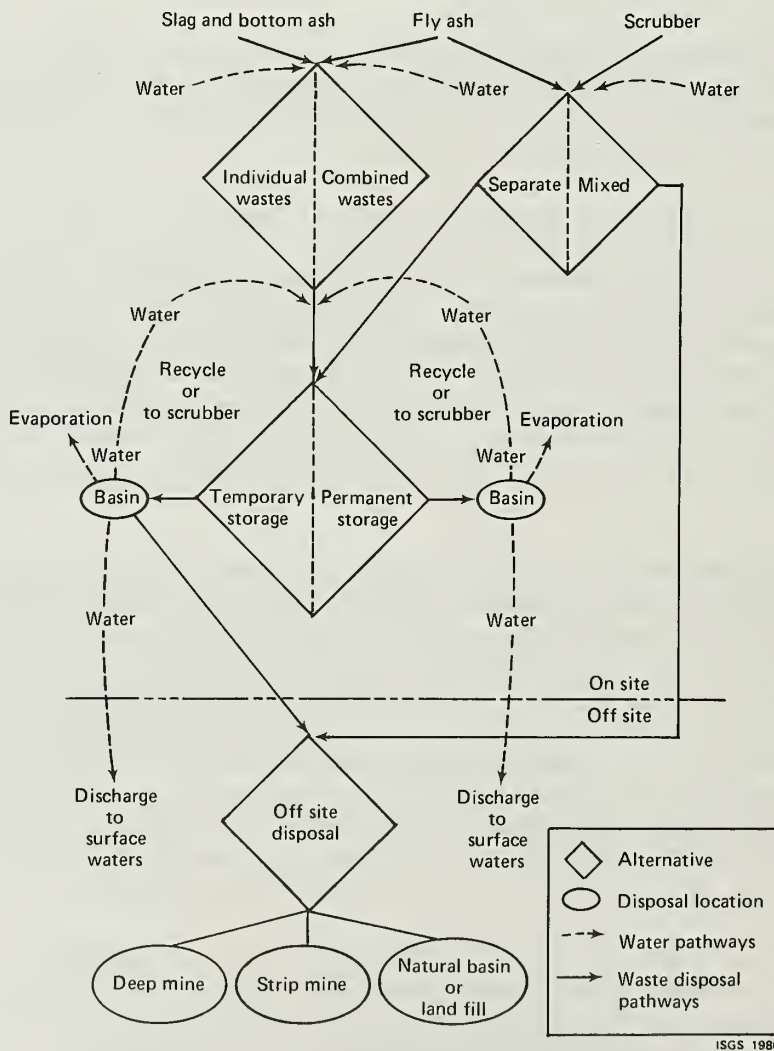 Slag and bottom ash
Fly ash
Scrubber
Water
Water
Water
Individual
wastes
Combined
wastes
Separate
Mixed
Water
Water
Recycle
or
to scrubber
Recycle
or
to scrubber
Evaporation
Evaporation
Water
Water
Basin
Temporary
storage
Permanent
storage
Basin
Water
Water
On site
Off site
Discharge
to
surface
waters
Off site
disposal
Discharge
to
surface
waters
Deep mine
Strip mine
Natural basin
or
land fill
Alternative
Disposal location
Water pathways
Waste disposal
pathways